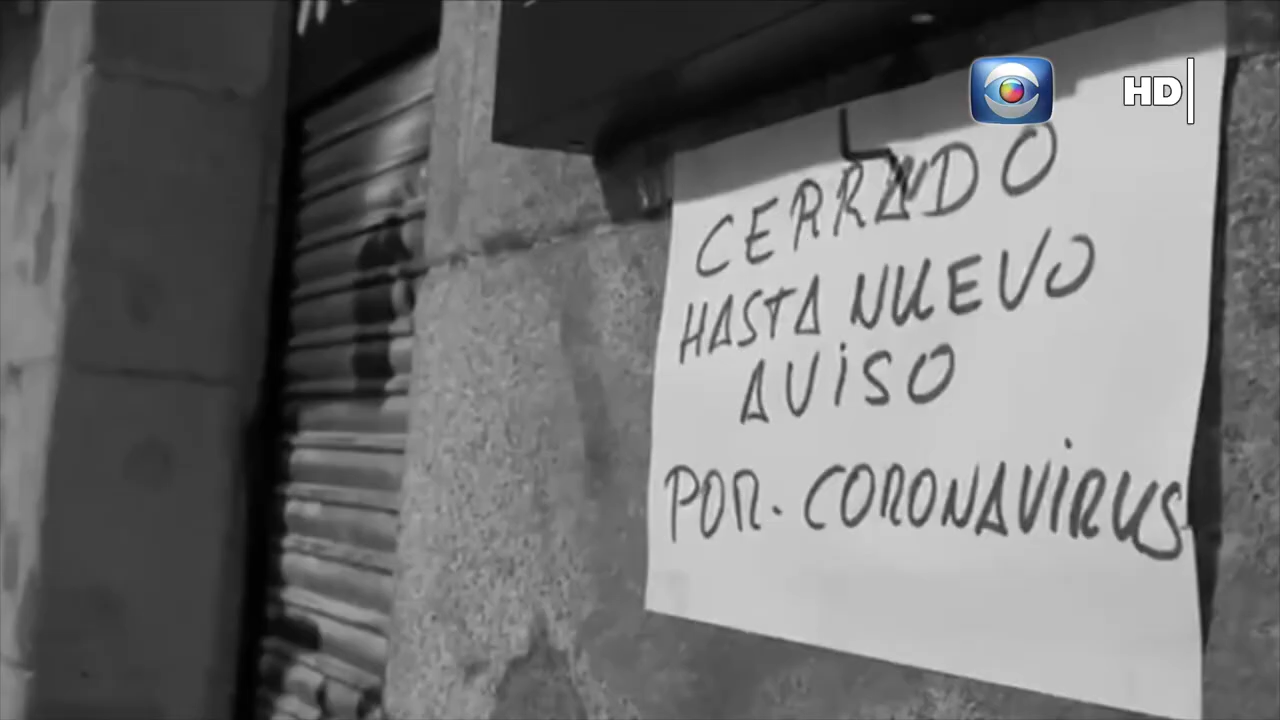 HD
CERRADO
HASTA NUEVO
AVISO
POR. CORONAVIRUS